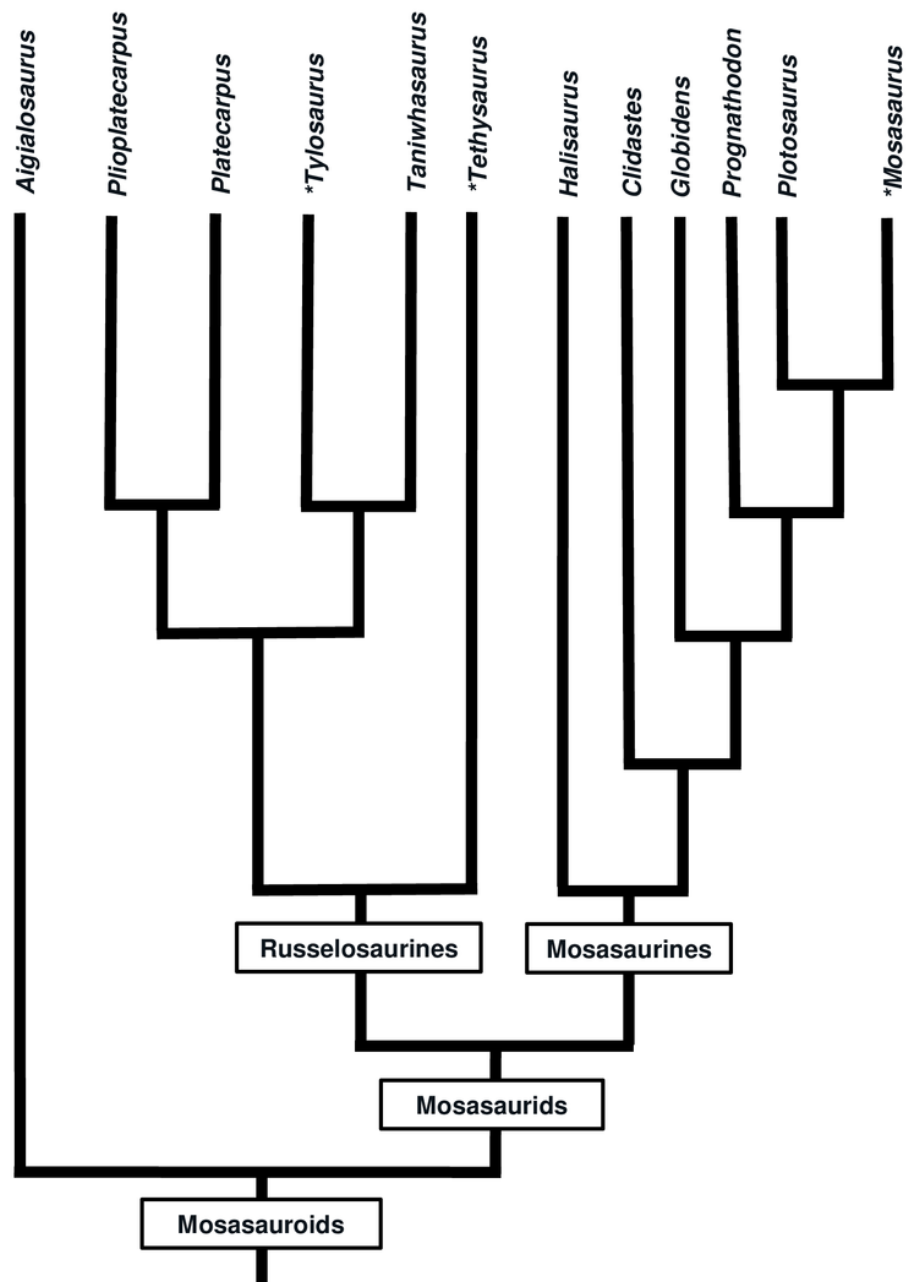 Aigialosaurus
Plioplatecarpus
Platecarpus
*Tylosaurus
Taniwhasaurus
*Tethysaurus
Halisaurus
Clidastes
Globidens
Prognathodon
Plotosaurus
*Mosasaurus
Russelosaurines
Mosasaurines
Mosasaurids
Mosasauroids